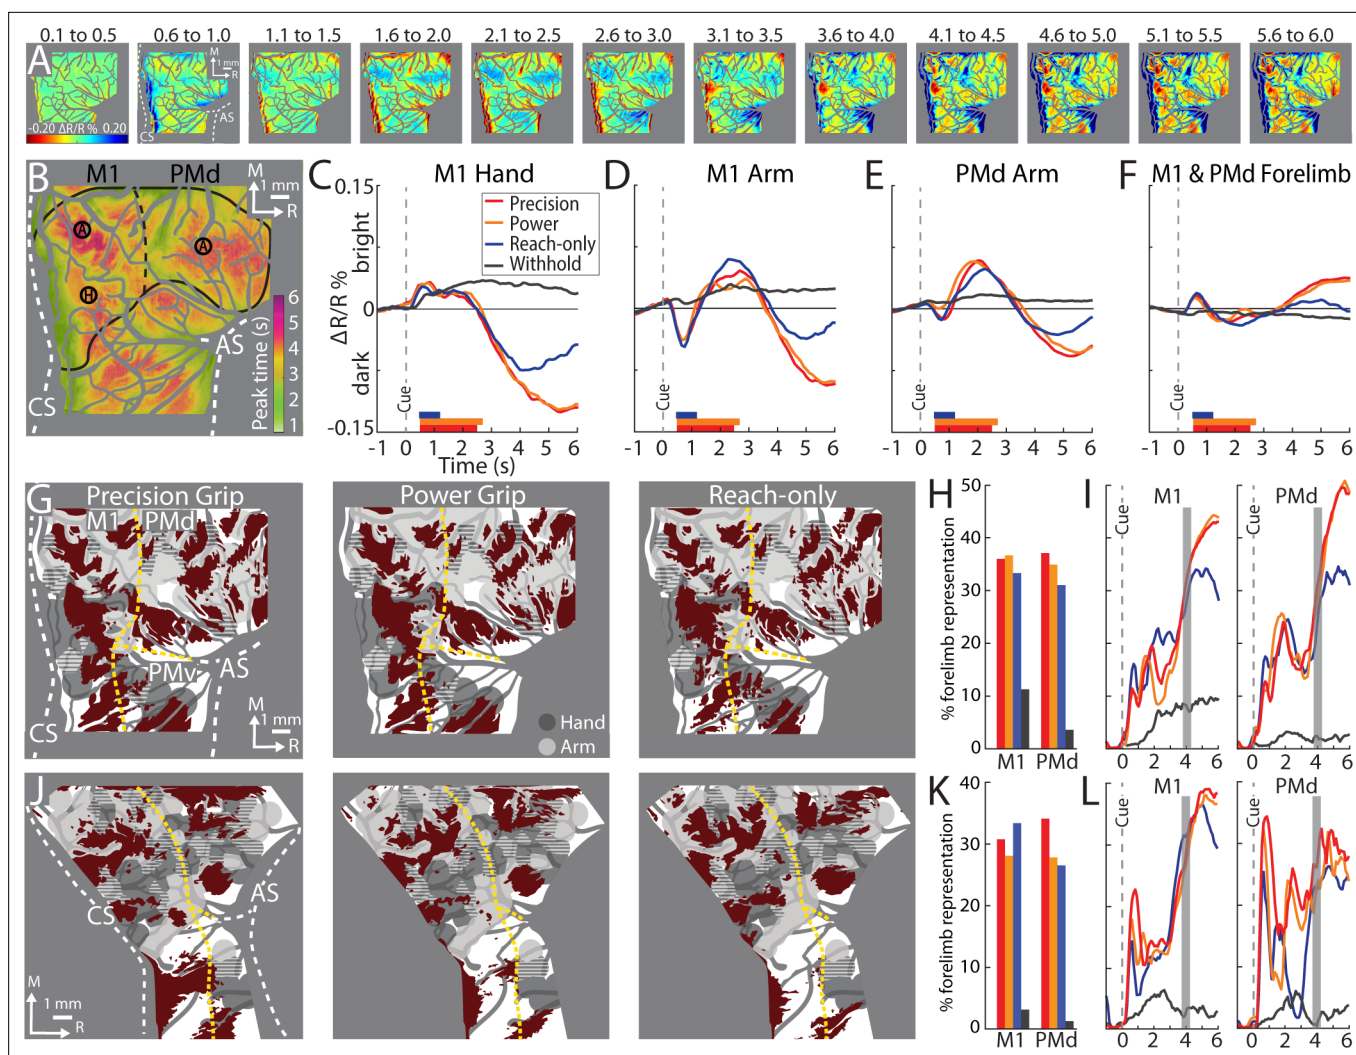 A
0.1 to 0.5
0.6 to 1.0
1.1 to 1.5
1.6 to 2.0
2.1 to 2.5
2.6 to 3.0
3.1 to 3.5
3.6 to 4.0
4.1 to 4.5
4.6 to 5.0
5.1 to 5.5
5.6 to 6.0
M
1 mm
R
-0.20 ΔR/R % 0.20
CS
AS
B
M1
PMd
M
1 mm
R
A
A
H
AS
CS
Peak time (s)
6
5
4
3
2
1
C
M1 Hand
0.15
bright
ΔR/R %
0
dark
-0.15
Precision
Power
Reach-only
Withhold
Cue
-1 0 1 2 3 4 5 6
Time (s)
D
M1 Arm
Cue
-1 0 1 2 3 4 5 6
E
PMd Arm
Cue
-1 0 1 2 3 4 5 6
F
M1 & PMd Forelimb
Cue
-1 0 1 2 3 4 5 6
G
Precision Grip
M1
PMd
PMv
AS
CS
M
1 mm
R
Power Grip
Hand
Arm
Reach-only
H
% forelimb representation
50
40
30
20
10
0
M1 PMd
I
M1
Cue
0 2 4 6
PMd
Cue
0 2 4 6
J
CS
AS
M
1 mm
R
K
% forelimb representation
40
30
20
10
0
M1 PMd
L
M1
Cue
0 2 4 6
PMd
Cue
0 2 4 6